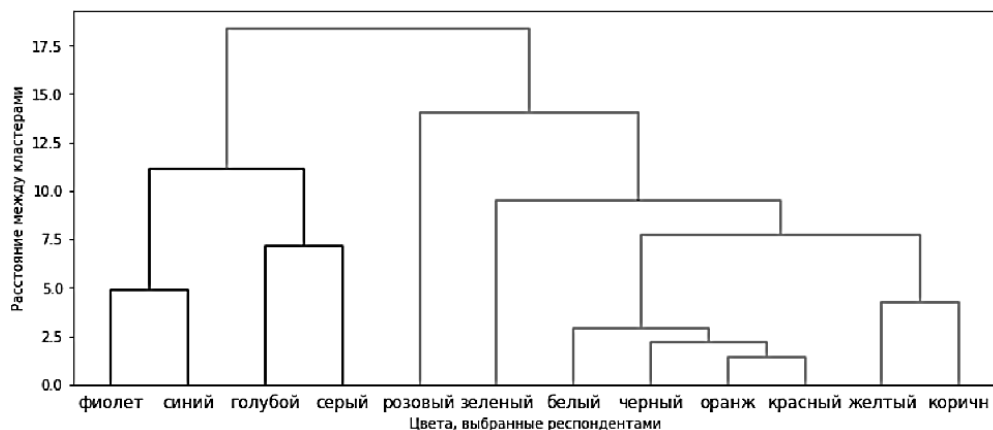 Расстояние между кластерами
17.5
15.0
12.5
10.0
7.5
5.0
2.5
0.0
фиолет синий голубой серый розовый зеленый белый черный оранж красный желтый коричн
Цвета, выбранные респондентами